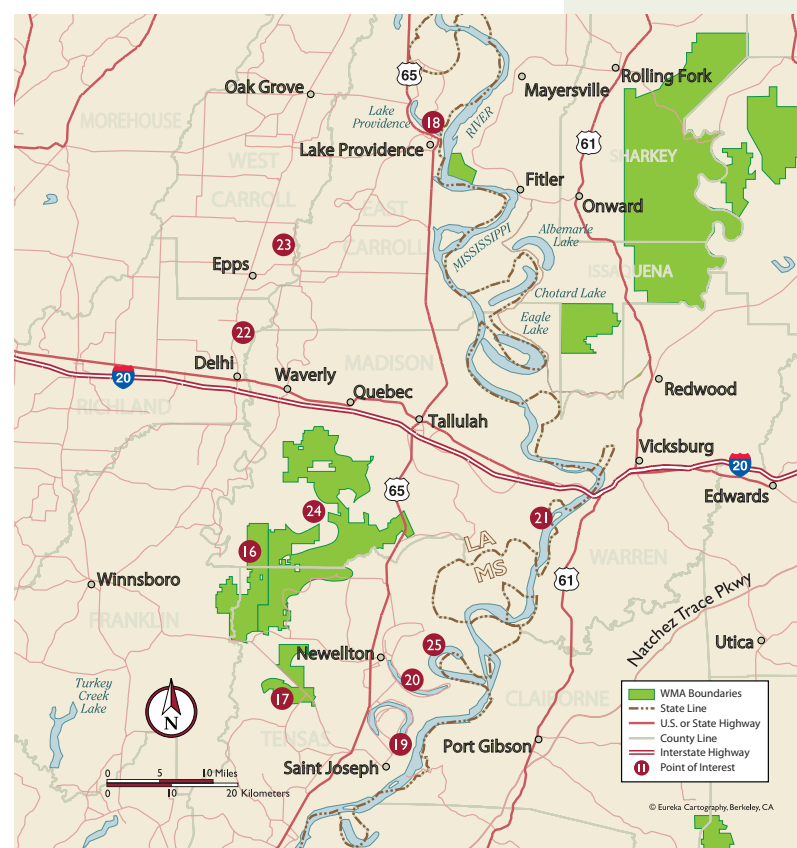 65
Oak Grove
Mayersville
Rolling Fork
Lake
Providence
18
RIVER
MOREHOUSE
Lake Providence
61
WEST
CARROLL
SHARKEY
Fitler
Onward
EAST
CARROLL
MISSISSIPPI
Albemarle
Lake
23
Epps
ISSAQUENA
Chotard Lake
Eagle
Lake
22
Delhi
MADISON
20
Waverly
Quebec
Redwood
RICHLAND
Tallulah
Vicksburg
20
Edwards
65
24
21
16
LA
MS
WARREN
61
Winnsboro
Natchez Trace Pkwy
FRANKLIN
Utica
25
Newellton
20
Turkey
Creek
Lake
17
N
CLAIBORNE
TENSAS
19
Port Gibson
Saint Joseph
0 5 10 Miles
0 10 20 Kilometers
WMA Boundaries
State Line
U.S. or State Highway
County Line
Interstate Highway
11 Point of Interest
© Eureka Cartography, Berkeley, CA